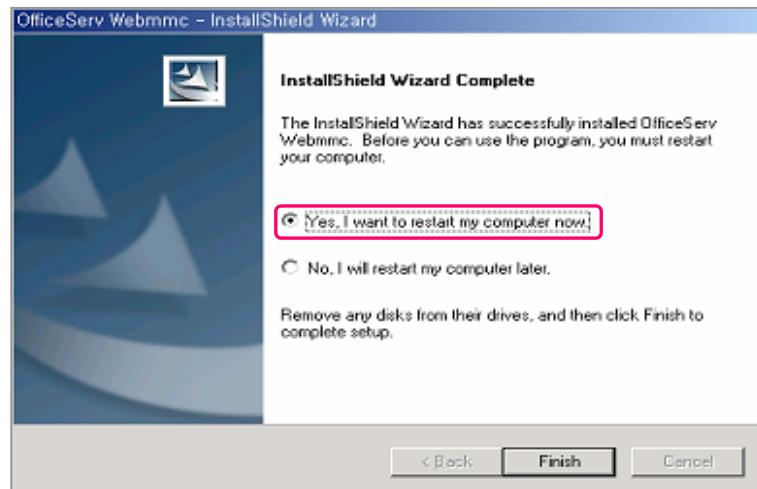 OfficeServ Webmmc - InstallShield Wizard
InstallShield Wizard Complete
The InstallShield Wizard has successfully installed OfficeServ
Webmmc. Before you can use the program, you must restart
your computer.
Yes, I want to restart my computer now.
No, I will restart my computer later.
Remove any disks from their drives, and then click Finish to
complete setup.
< Back
Finish
Cancel